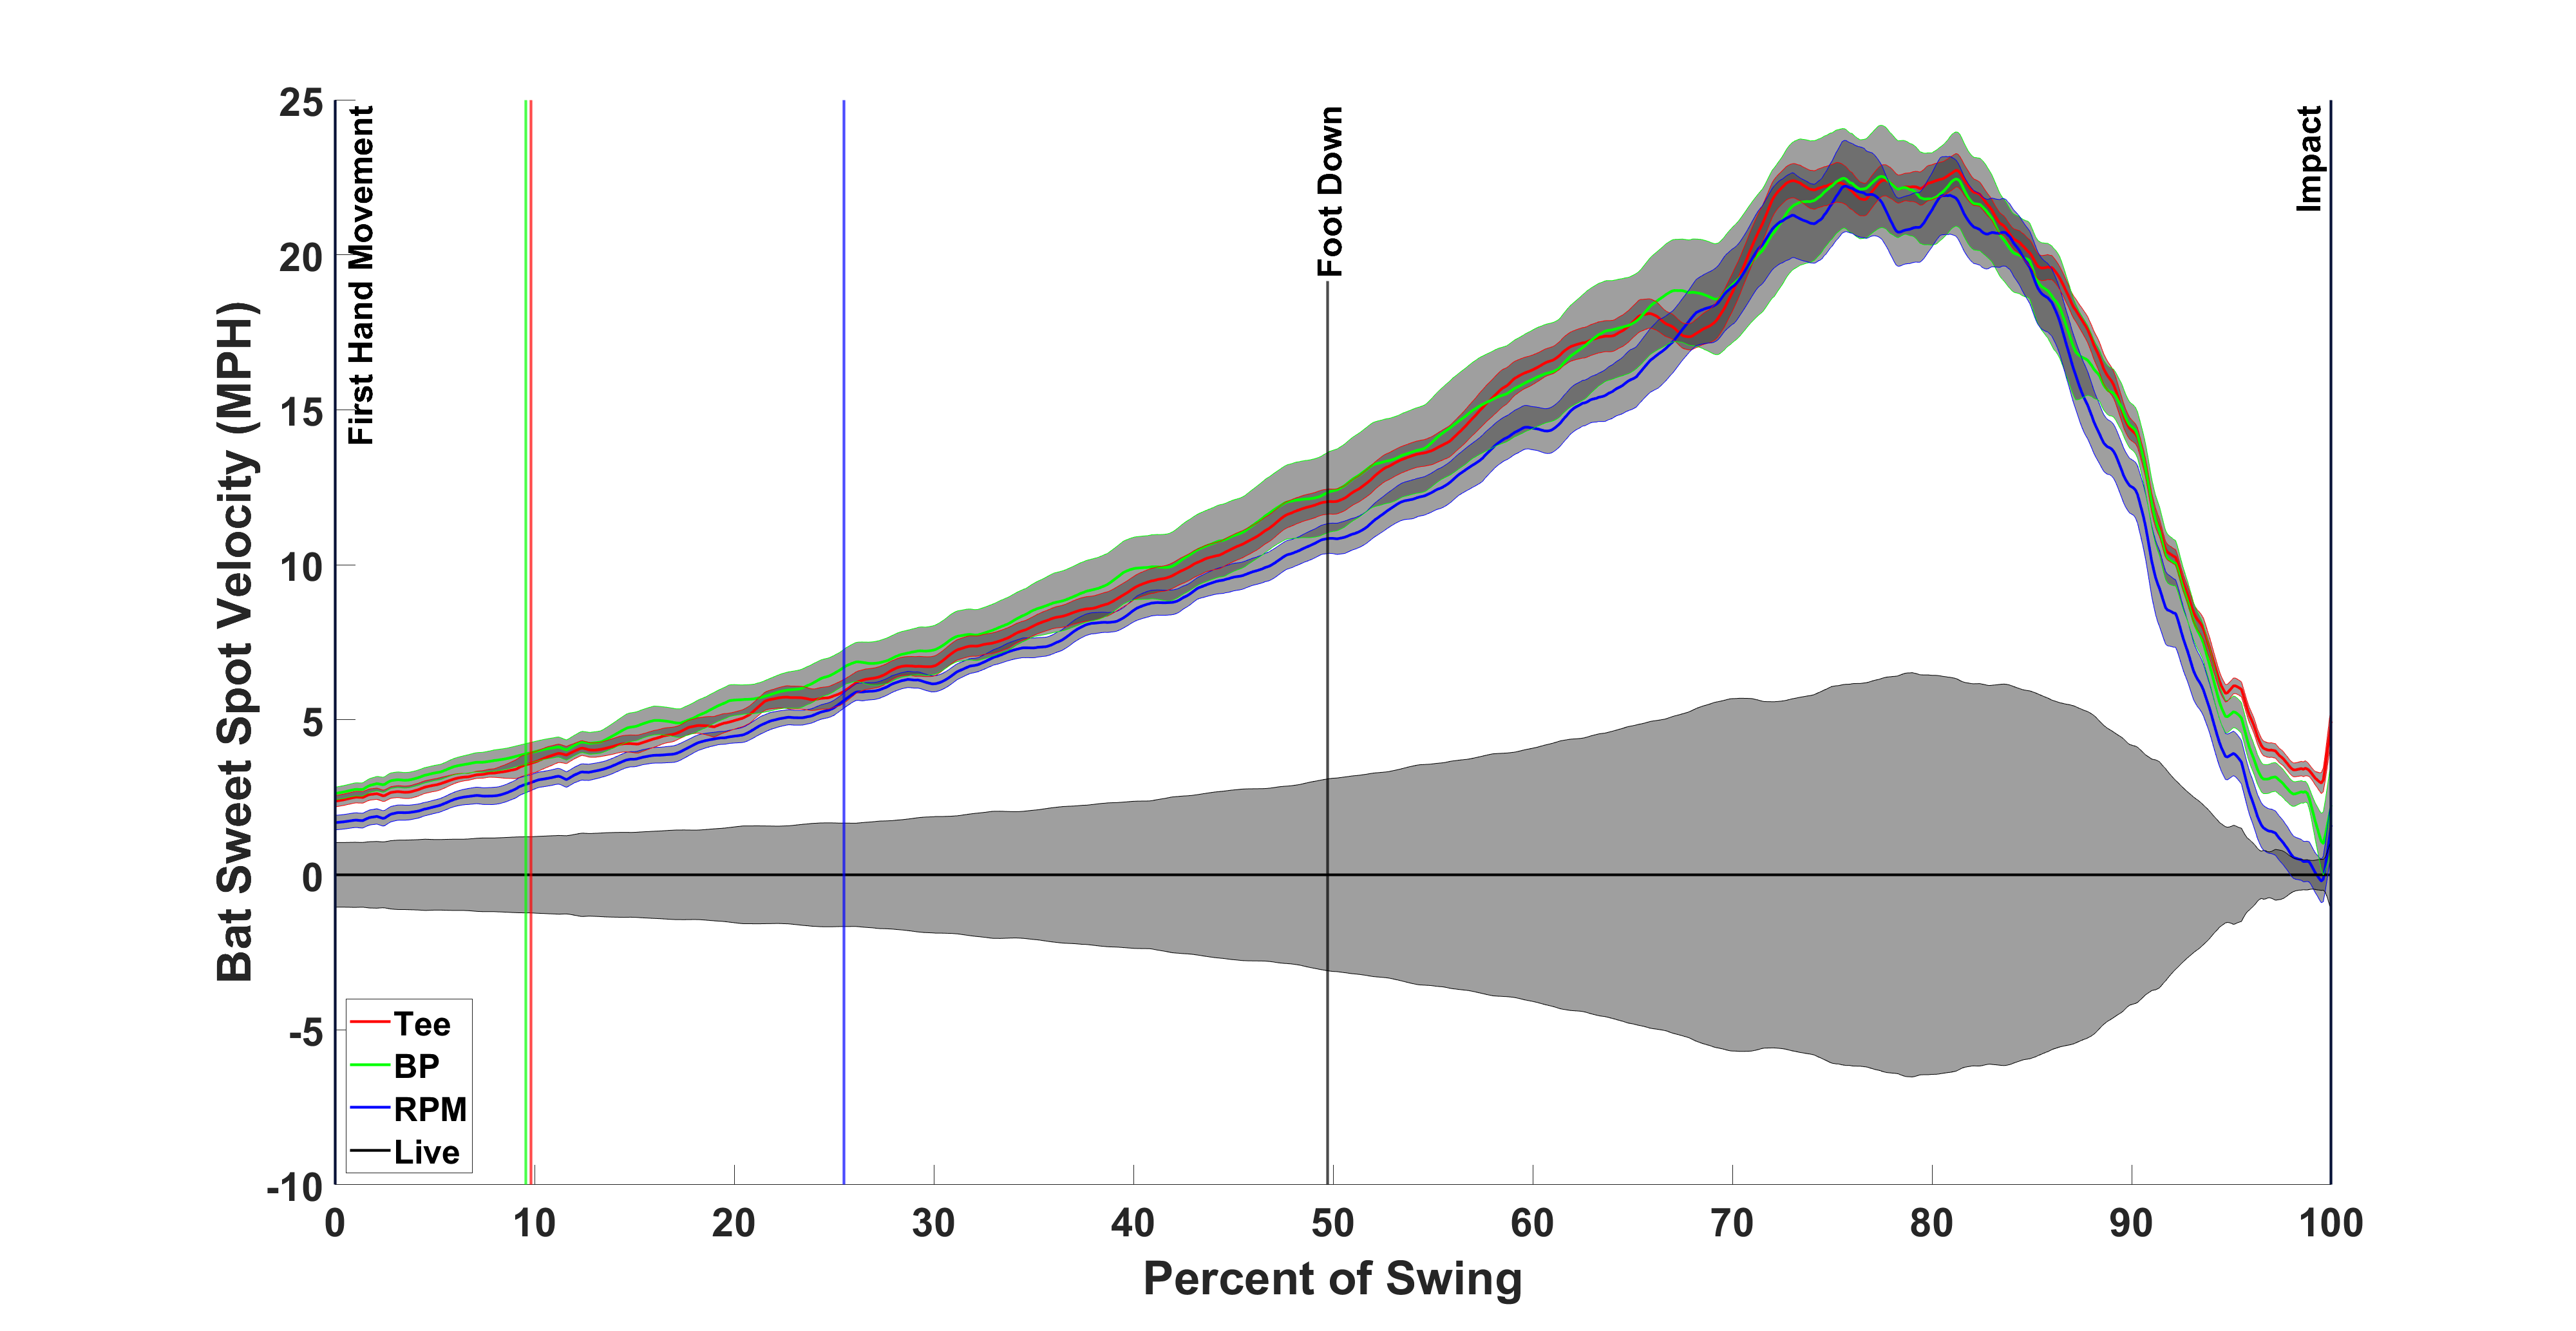 25
20
15
10
5
0
-5
-10
Bat Sweet Spot Velocity (MPH)
First Hand Movement
Foot Down
Impact
Tee
BP
RPM
Live
0 10 20 30 40 50 60 70 80 90 100
Percent of Swing